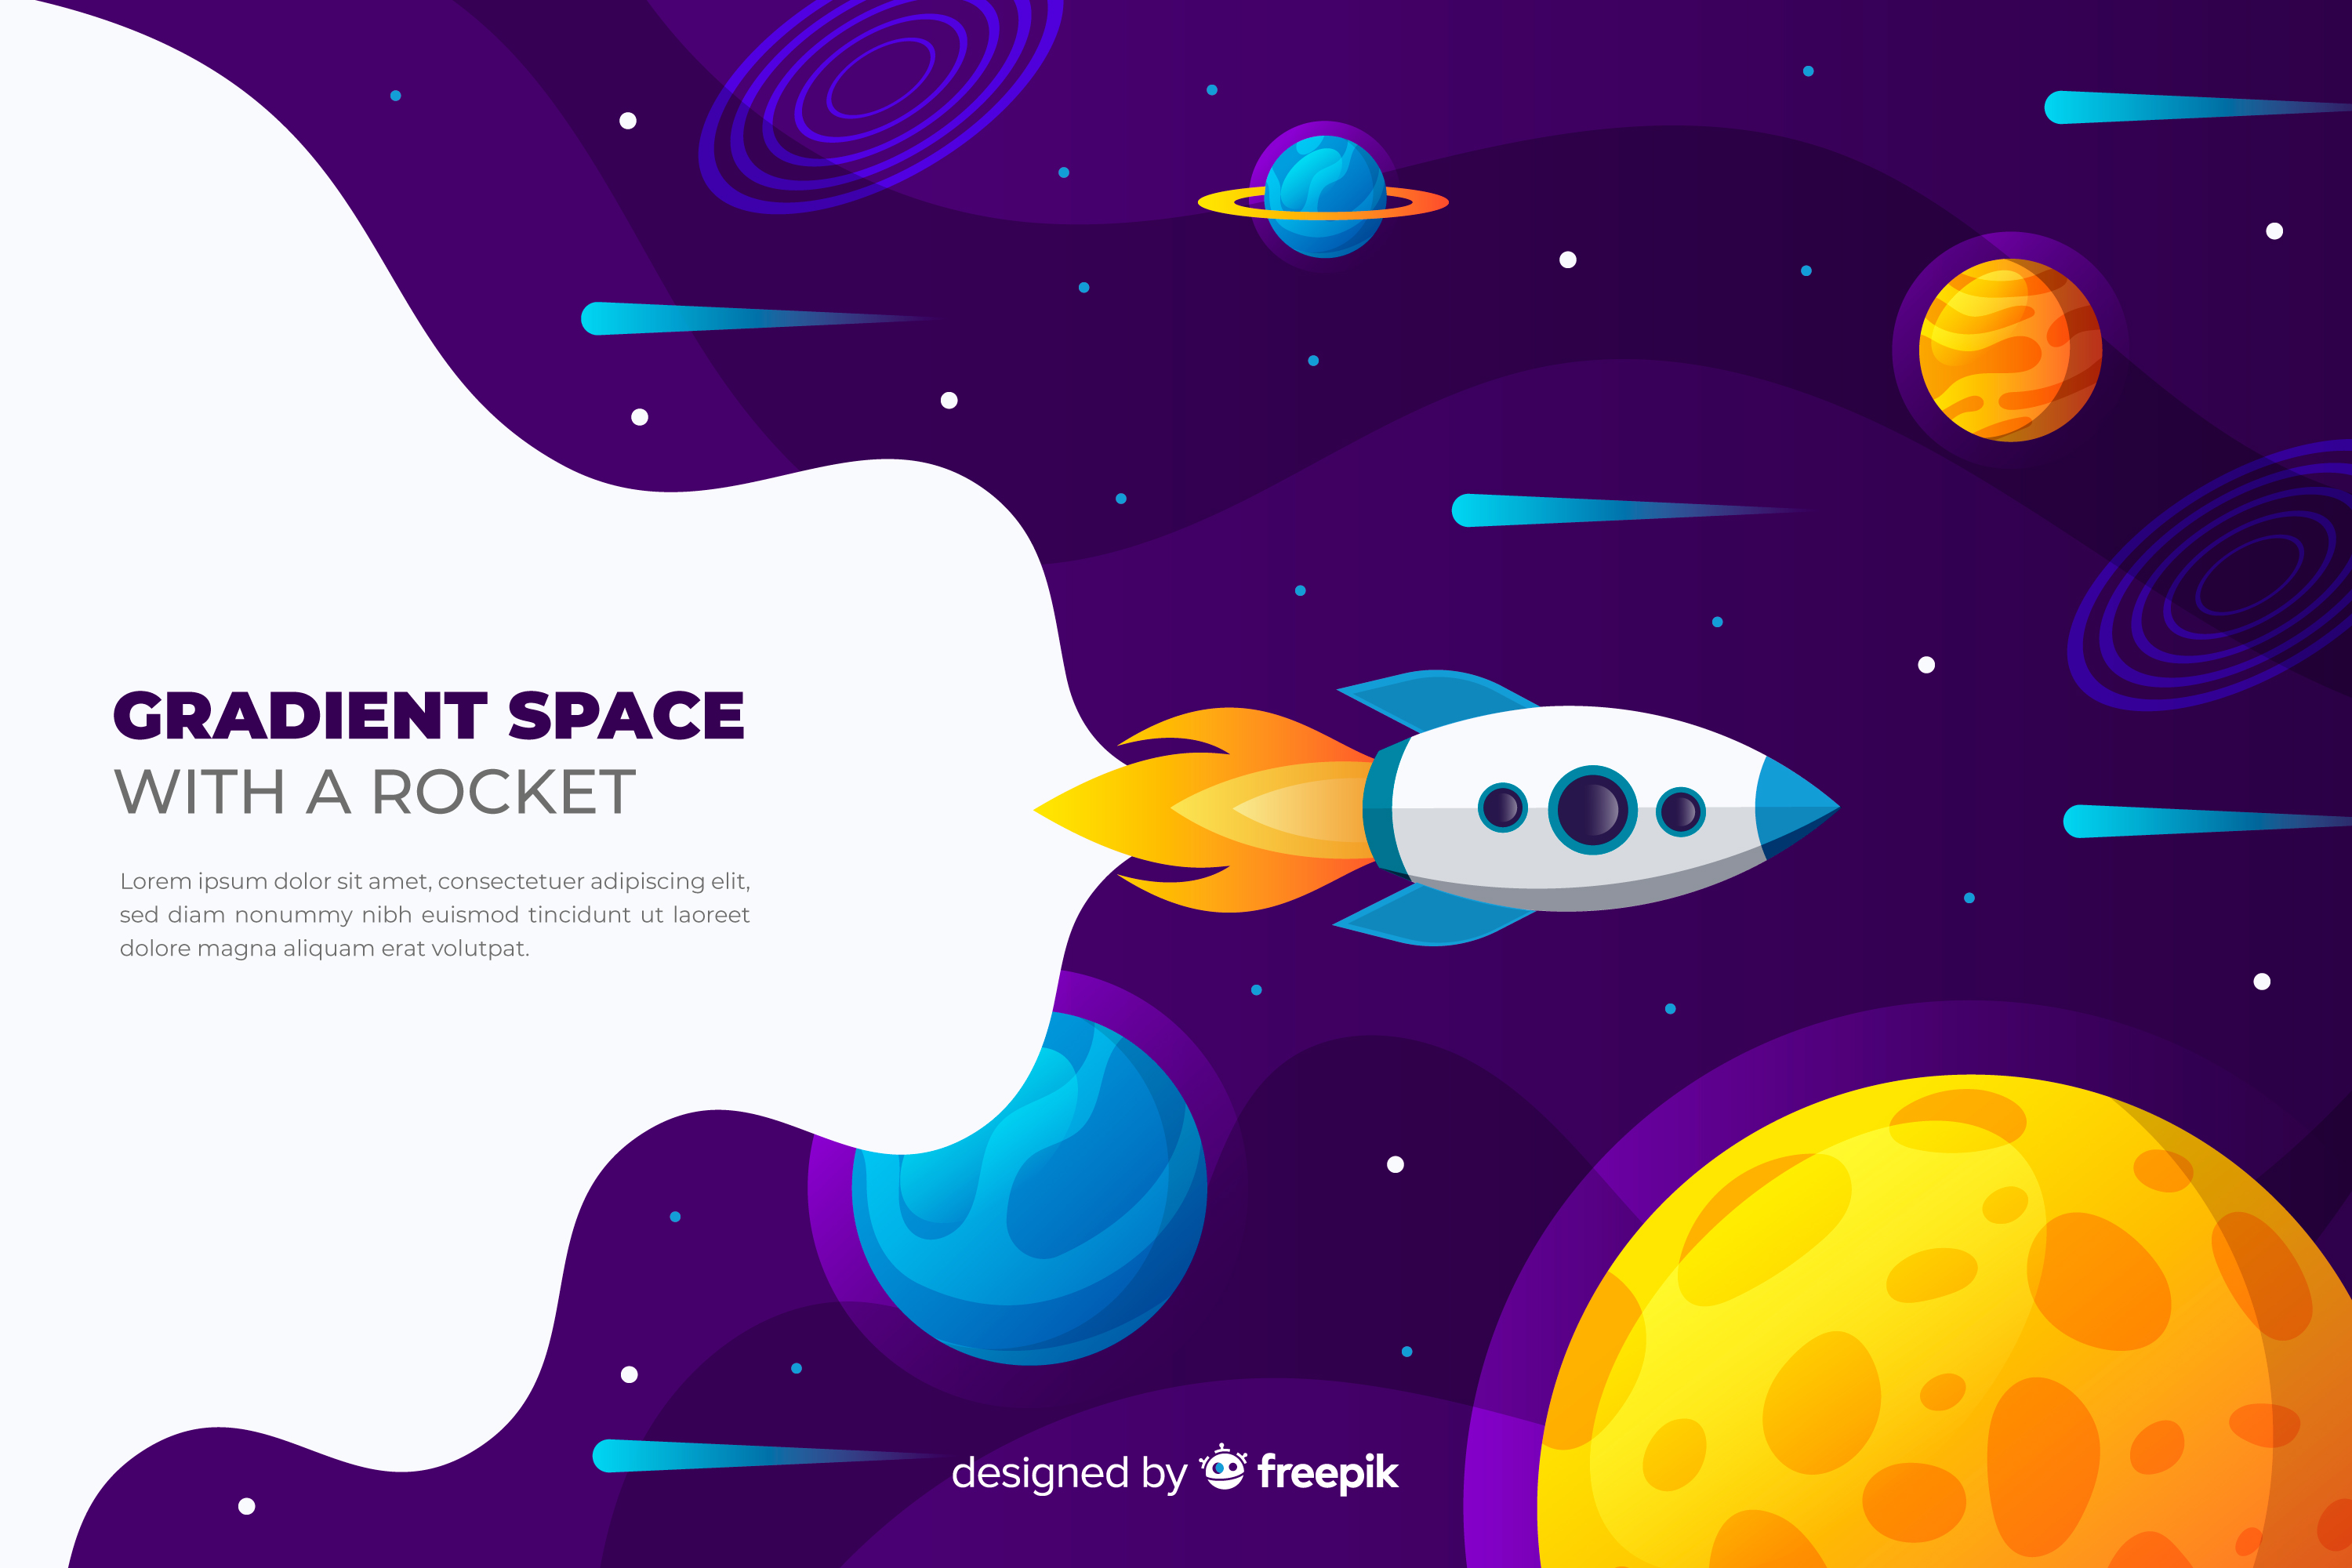 GRADIENT SPACE
WITH A ROCKET
Lorem ipsum dolor sit amet, consectetuer adipiscing elit,
sed diam nonummy nibh euismod tincidunt ut laoreet
dolore magna aliquam erat volutpat.
designed by freepik